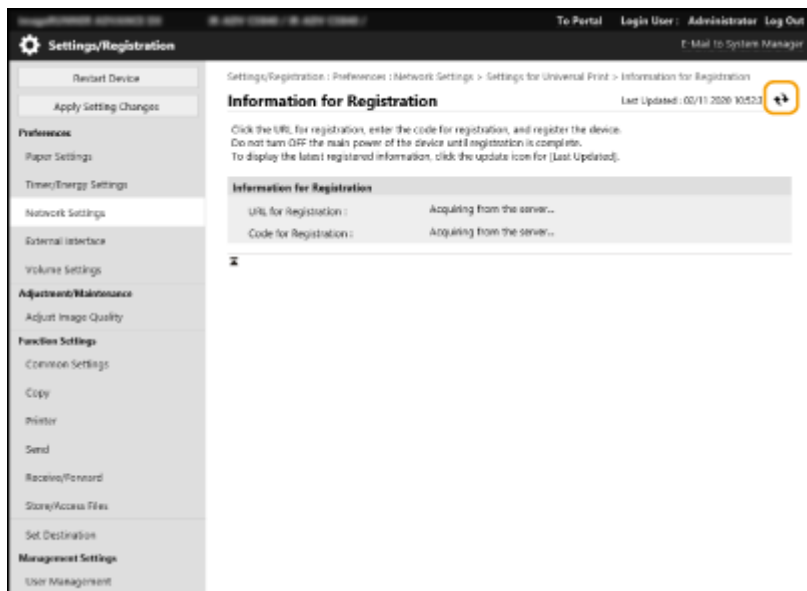 To Portal Login User : Administrator Log Out
Settings/Registration
E-Mail to System Manager
Restart Device
Apply Setting Changes
Preferences
Paper Settings
Timer/Energy Settings
Network Settings
External Interface
Volume Settings
Adjustment/Maintenance
Adjust Image Quality
Function Settings
Common Settings
Copy
Printer
Send
Receive/Forward
Store/Access Files
Set Destination
Management Settings
User Management
Settings/Registration : Preferences : Network Settings > Settings for Universal Print > Information for Registration
Information for Registration
Last Updated : 02/11 2020 10:52:3
Click the URL for registration, enter the code for registration, and register the device.
Do not turn OFF the main power of the device until registration is complete.
To display the latest registered information, click the update icon for [Last Updated].
Information for Registration
URL for Registration : Acquiring from the server...
Code for Registration : Acquiring from the server...